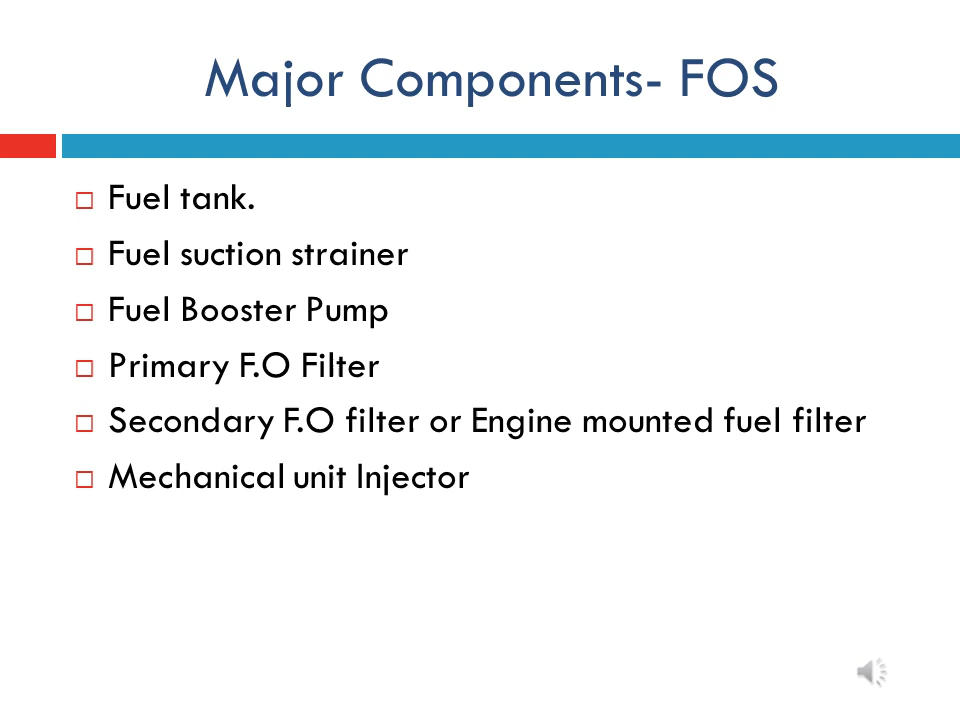 Major Components- FOS
Fuel tank.
Fuel suction strainer
Fuel Booster Pump
Primary F.O Filter
Secondary F.O filter or Engine mounted fuel filter
Mechanical unit Injector